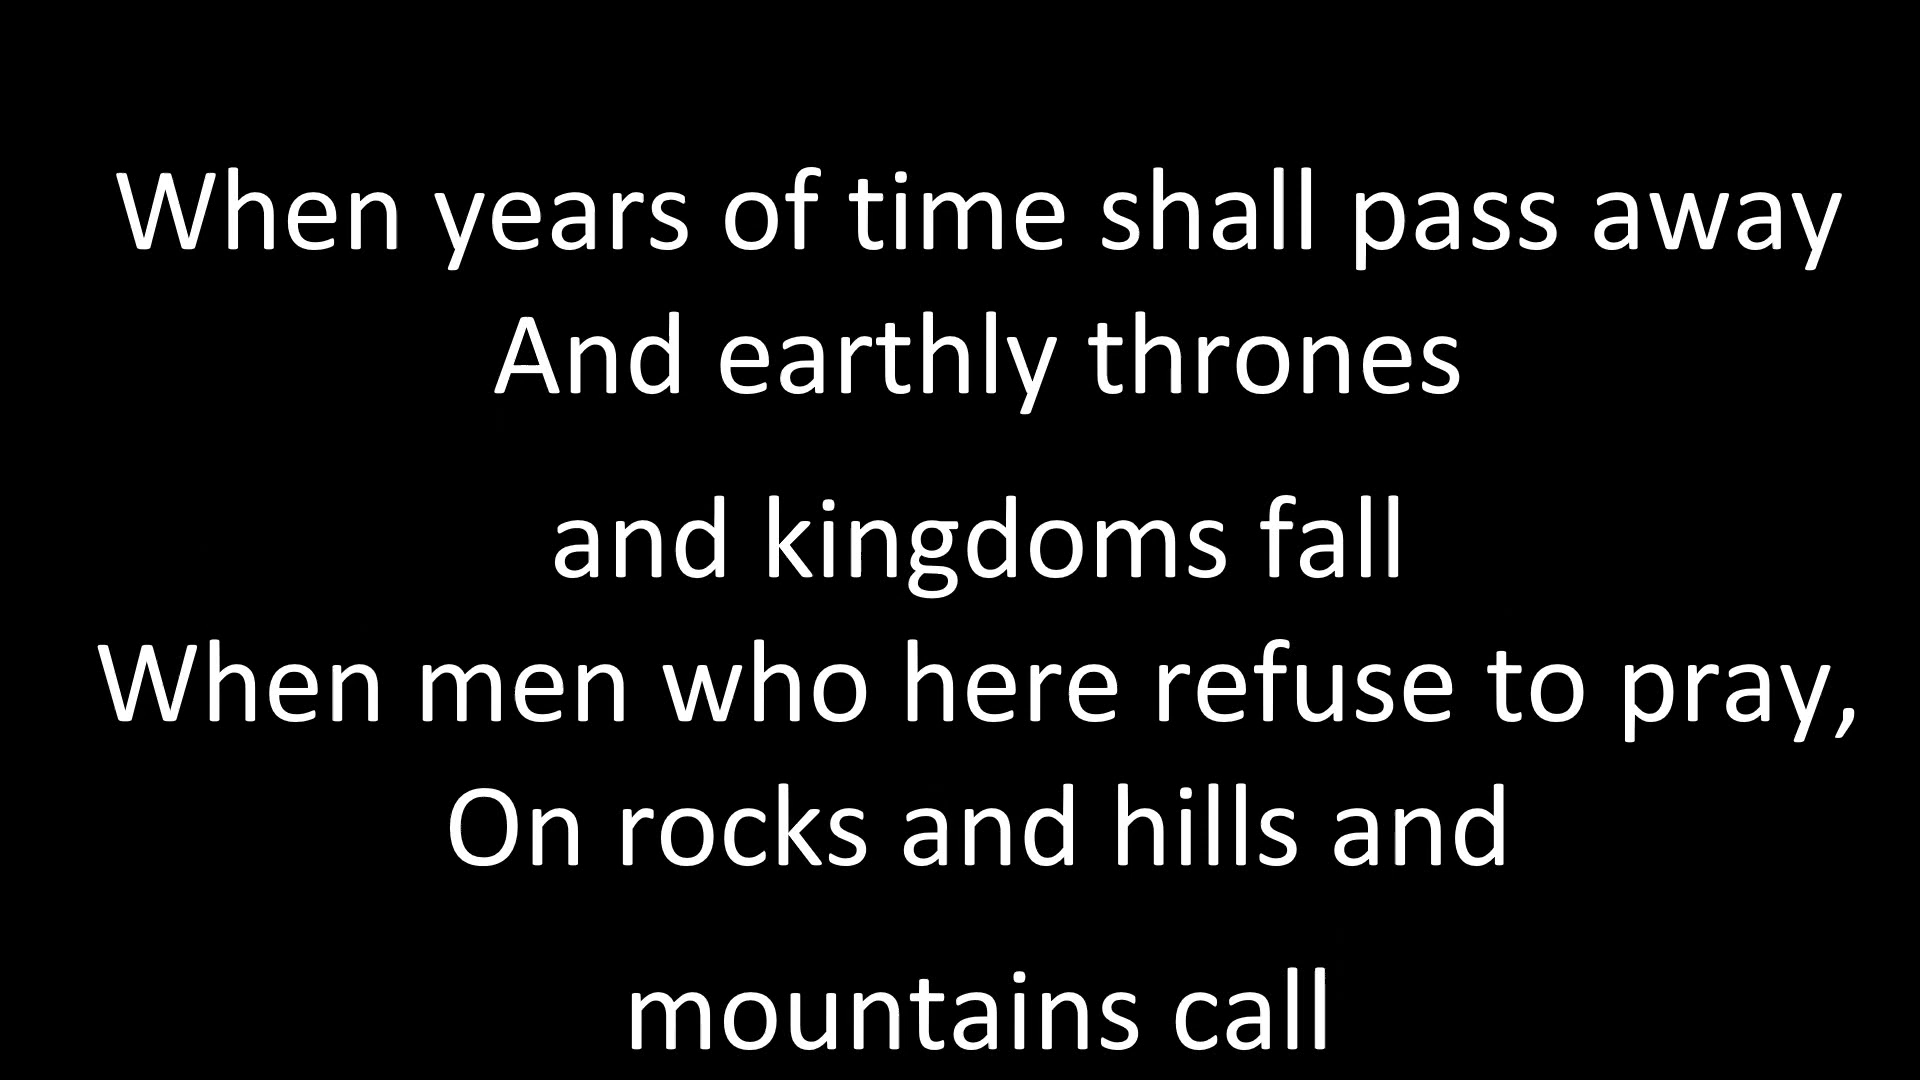 When years of time shall pass away
And earthly thrones
and kingdoms fall
When men who here refuse to pray,
On rocks and hills and
mountains call